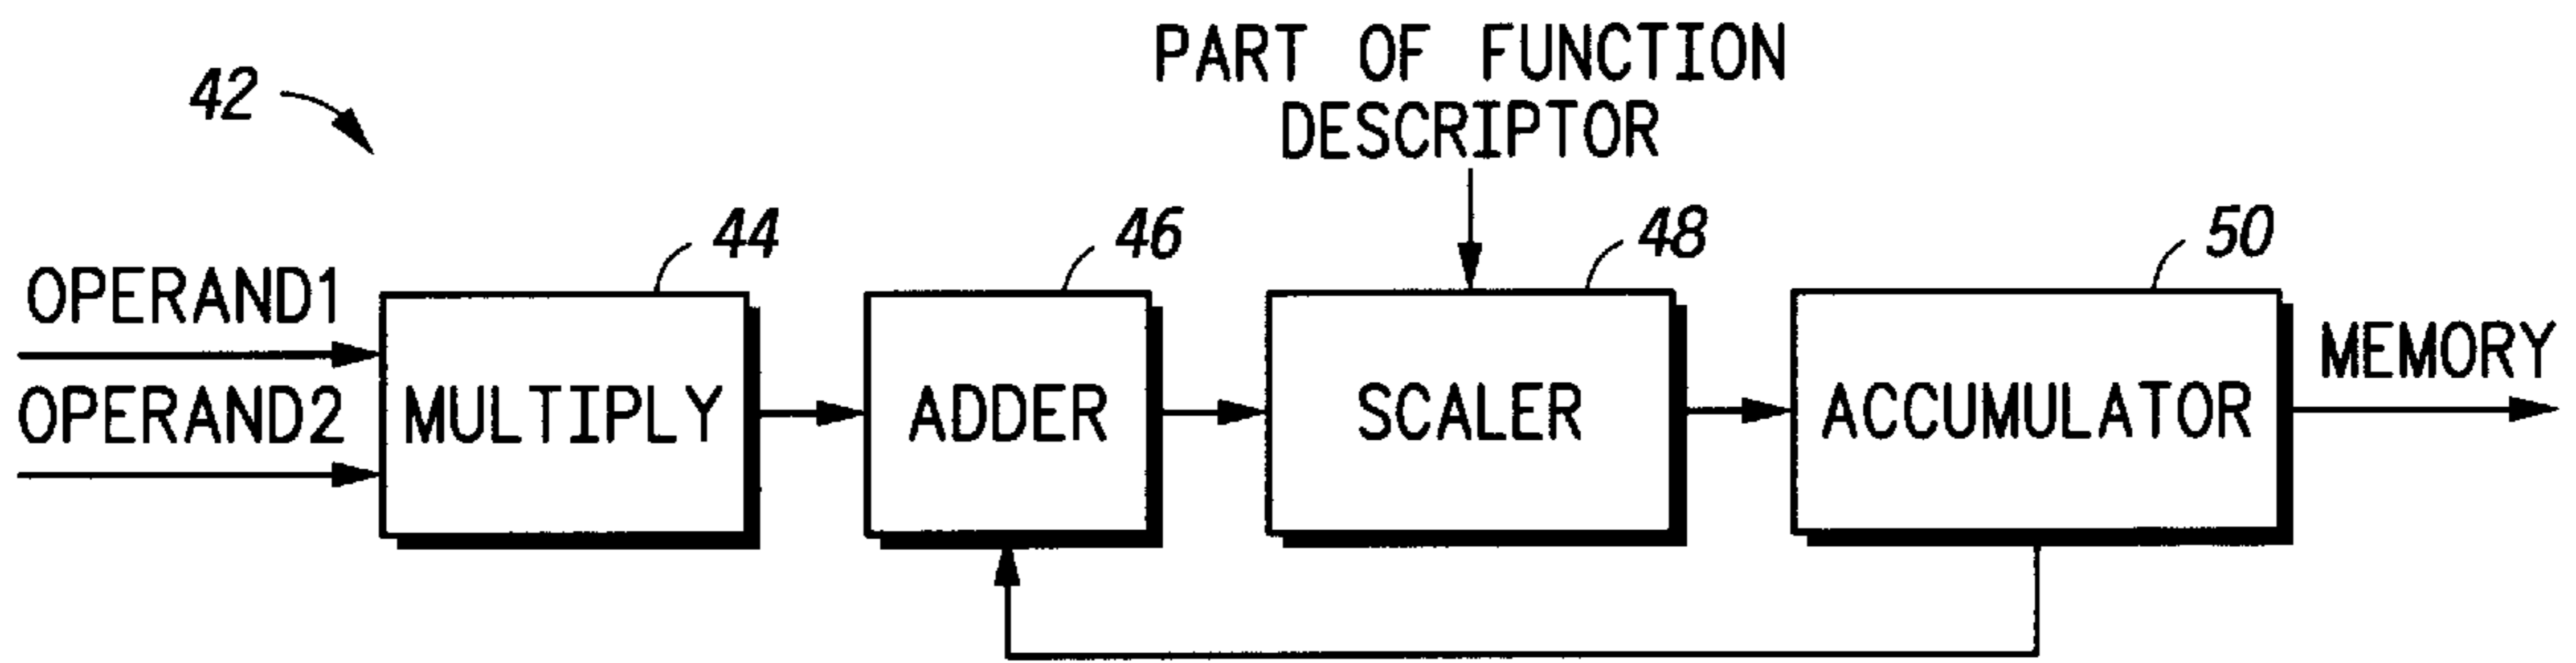 42
PART OF FUNCTION
DESCRIPTOR
44
46
48
50
OPERAND1
OPERAND2
MULTIPLY
ADDER
SCALER
ACCUMULATOR
MEMORY